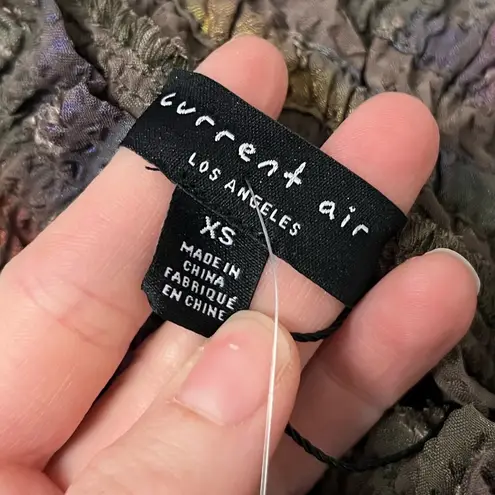 current air
LOS ANGELES
XS
MADE IN
CHINA
FABRIQUÉ
EN CHINE